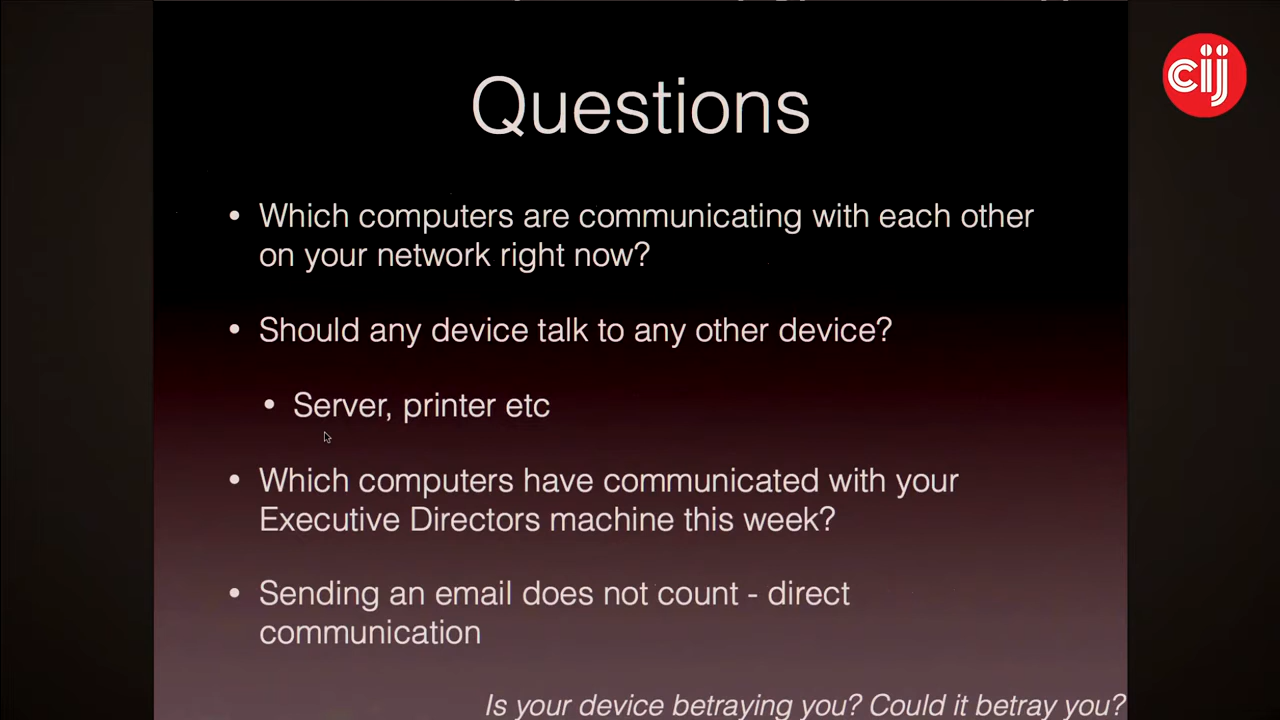 cij
Questions
• Which computers are communicating with each other
on your network right now?
• Should any device talk to any other device?
• Server, printer etc
• Which computers have communicated with your
Executive Directors machine this week?
• Sending an email does not count - direct
communication
Is your device betraying you? Could it betray you?